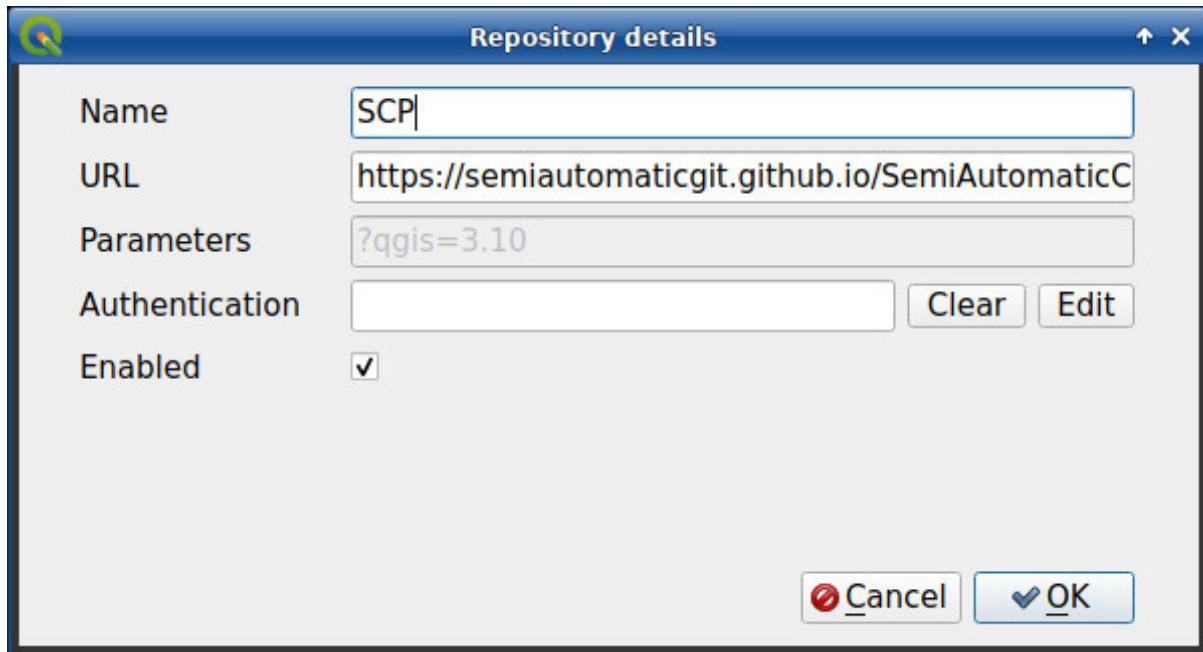 Repository details
Name SCP
URL https://semiautomaticgit.github.io/SemiAutomaticC
Parameters ?qgis=3.10
Authentication Clear Edit
Enabled
Cancel OK